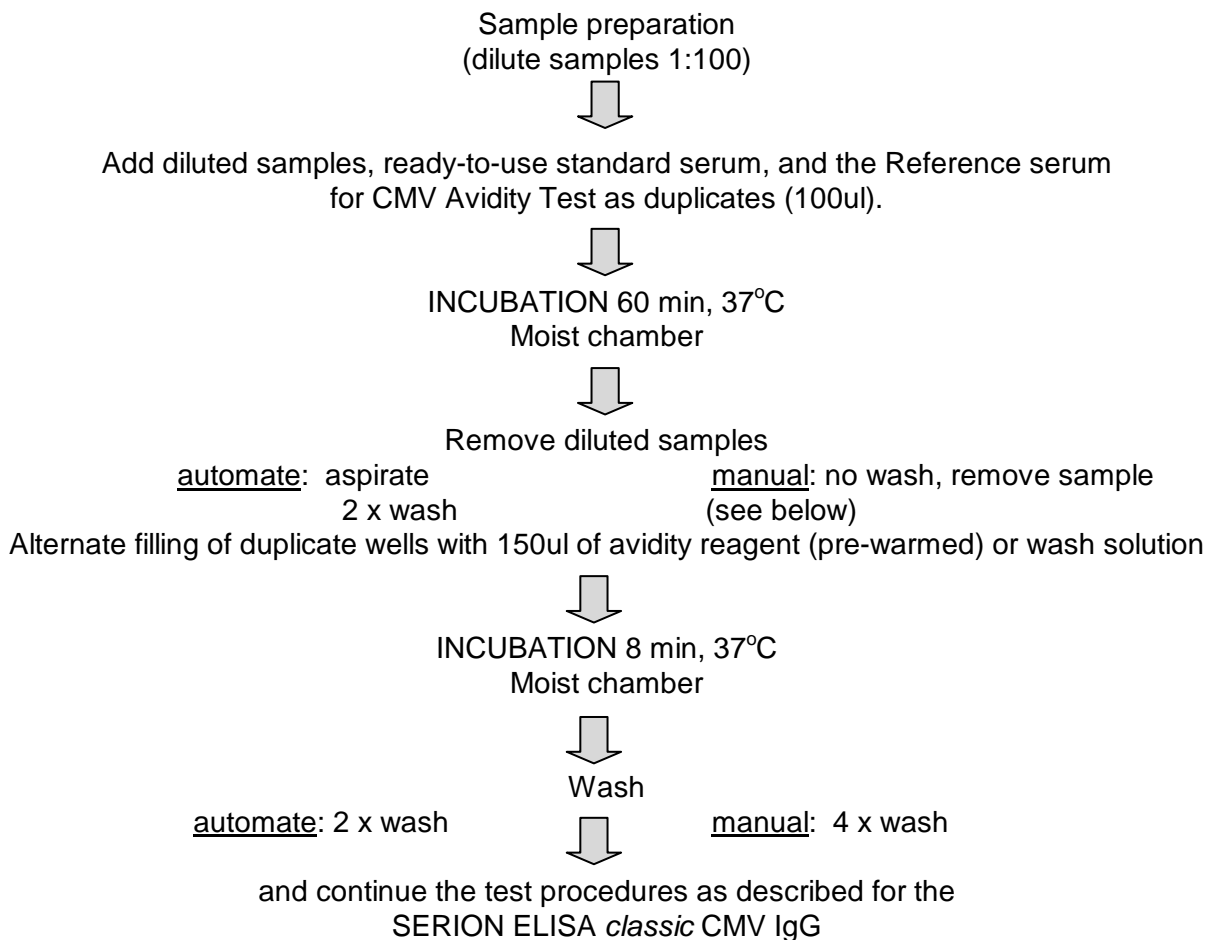 Sample preparation
(dilute samples 1:100)
Add diluted samples, ready-to-use standard serum, and the Reference serum
for CMV Avidity Test as duplicates (100ul).
INCUBATION 60 min, 37°C
Moist chamber
Remove diluted samples
automate: aspirate manual: no wash, remove sample
2 x wash (see below)
Alternate filling of duplicate wells with 150ul of avidity reagent (pre-warmed) or wash solution
INCUBATION 8 min, 37°C
Moist chamber
Wash
automate: 2 x wash manual: 4 x wash
and continue the test procedures as described for the
SERION ELISA classic CMV IgG